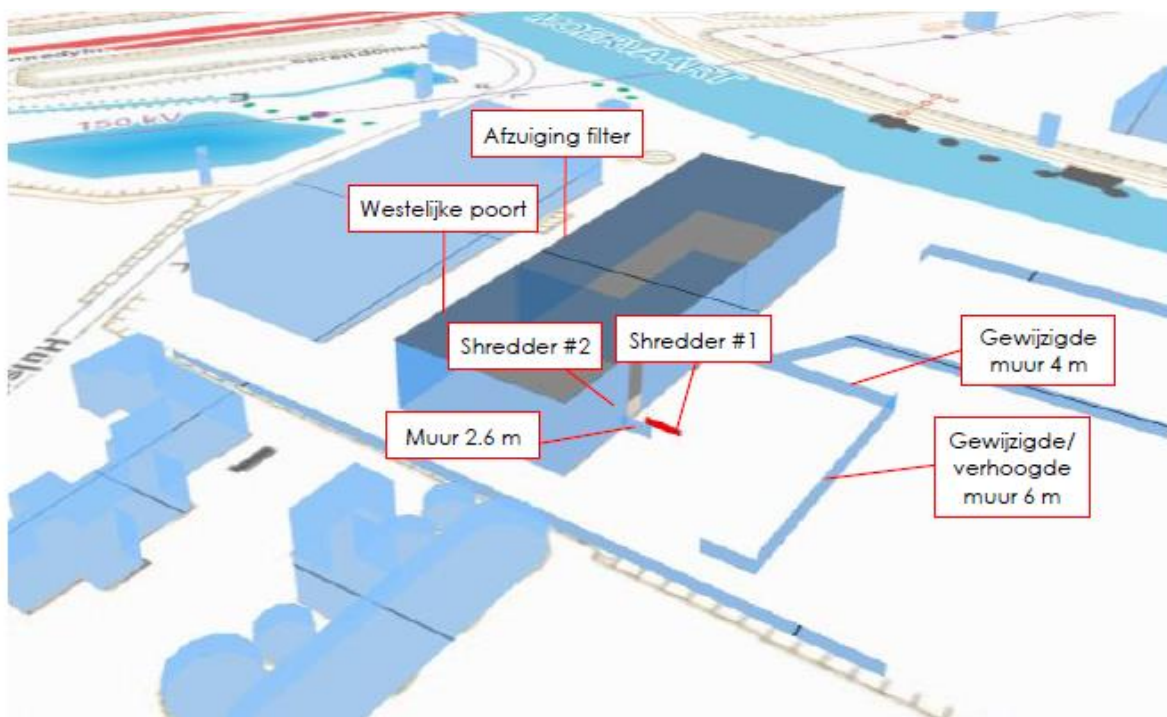 MOERVAART
150 kV
Afzuiging filter
Westelijke poort
Shredder #2
Shredder #1
Gewijzigde
muur 4 m
Muur 2.6 m
Gewijzigde/
verhoogde
muur 6 m